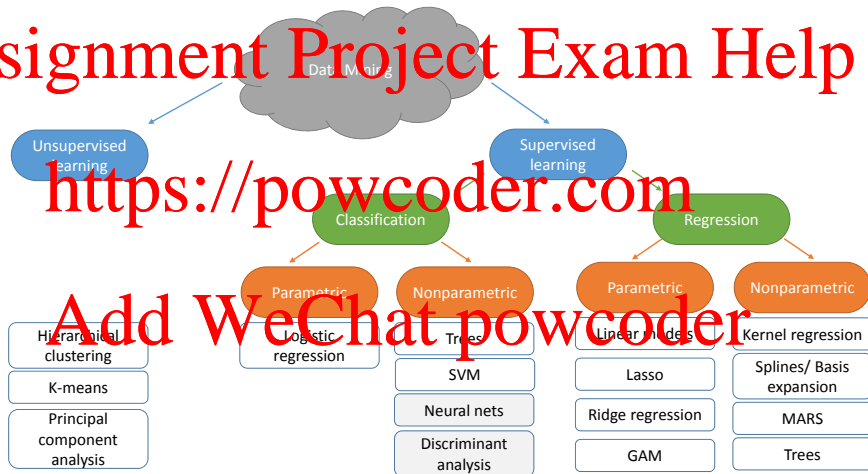 signment Project Exam Help
Data Mining
Unsupervised
learning
Supervised
learning
https://powcoder.com
Classification
Regression
Parametric
Nonparametric
Parametric
Nonparametric
Add WeChat powcoder
Hierarchical
clustering
K-means
Principal
component
analysis
Logistic
regression
Trees
SVM
Neural nets
Discriminant
analysis
Linear models
Lasso
Ridge regression
GAM
Kernel regression
Splines/ Basis
expansion
MARS
Trees